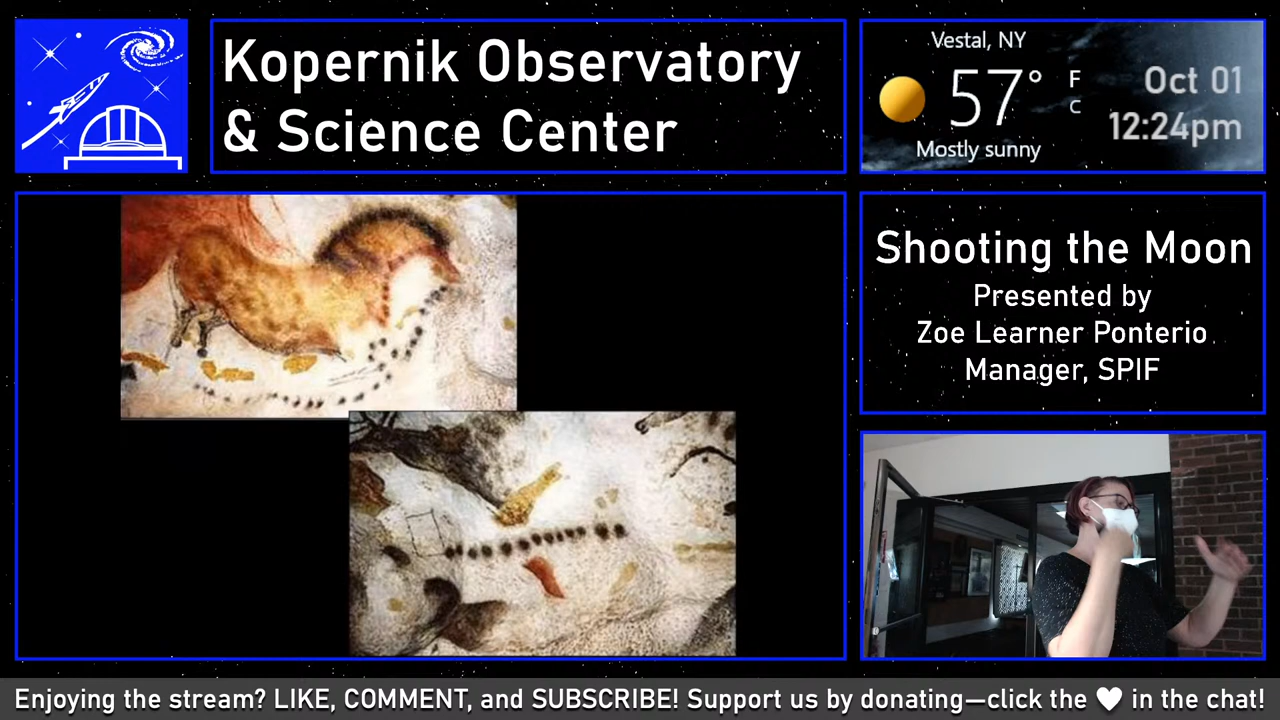 Kopernik Observatory
& Science Center
Vestal, NY
57°
F
C
Mostly sunny
Oct 01
12:24pm
Shooting the Moon
Presented by
Zoe Learner Ponterio
Manager, SPIF
Enjoying the stream? LIKE, COMMENT, and SUBSCRIBE! Support us by donating—click the ♥ in the chat!